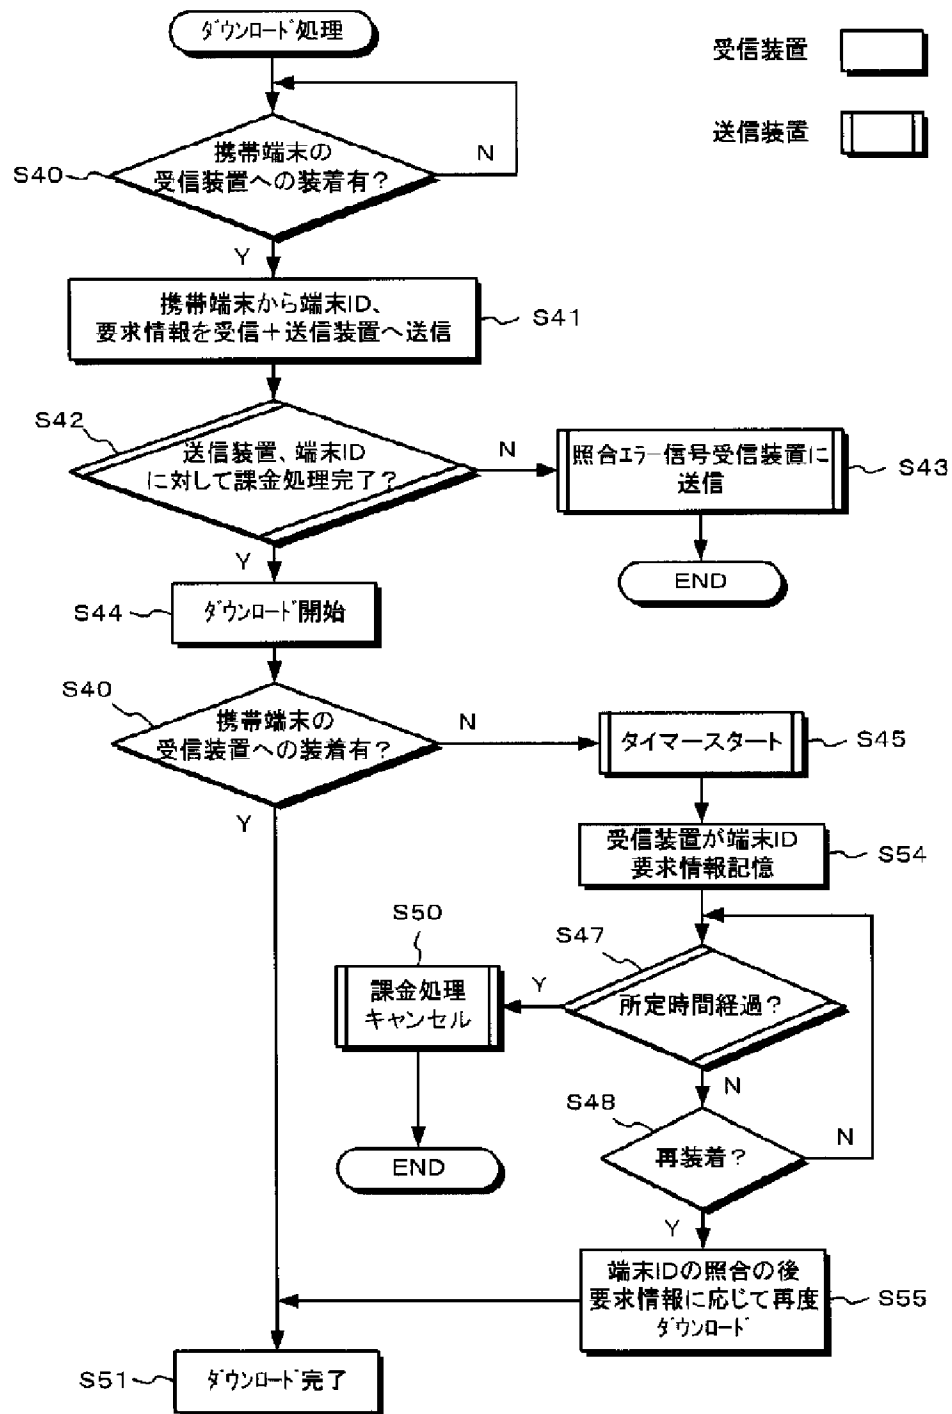 ダウンロード処理
受信装置
送信装置
携帯端末の
受信装置への装着有？
S40
N
Y
携帯端末から端末ID、
要求情報を受信＋送信装置へ送信
S41
S42
送信装置、端末ID
に対して課金処理完了？
N
Y
照合エラー信号受信装置に
送信
S43
END
S44
ダウンロード開始
S40
携帯端末の
受信装置への装着有？
N
Y
タイマースタート
S45
受信装置が端末ID
要求情報記憶
S54
S47
所定時間経過？
Y
N
S50
課金処理
キャンセル
END
S48
再装着？
N
Y
端末IDの照合の後
要求情報に応じて再度
ダウンロード
S55
S51
ダウンロード完了